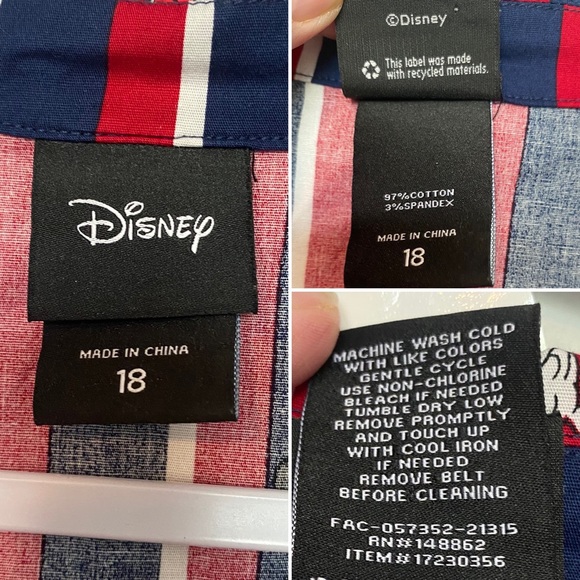 Disney
MADE IN CHINA
18
©Disney
This label was made
with recycled materials.
97%COTTON
3%SPANDEX
MADE IN CHINA
18
MACHINE WASH COLD
WITH LIKE COLORS
GENTLE CYCLE
USE NON-CHLORINE
BLEACH IF NEEDED
TUMBLE DRY LOW
REMOVE PROMPTLY
AND TOUCH UP
WITH COOL IRON
IF NEEDED
REMOVE BELT
BEFORE CLEANING
FAC-057352-21315
RN#148862
ITEM#17230356